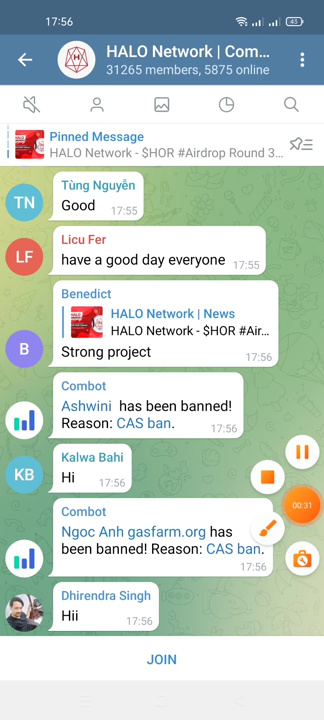 17:56
43
HALO Network | Com...
31265 members, 5875 online
Pinned Message
HALO Network - $HOR #Airdrop Round 3...
TN
Tùng Nguyễn
Good
17:55
LF
Licu Fer
have a good day everyone
17:55
Benedict
HALO Network | News
HALO Network - $HOR #Air...
B
Strong project
17:56
Combot
Ashwini has been banned!
Reason: CAS ban.
17:56
KB
Kalwa Bahi
Hi
17:56
00:31
Combot
Ngoc Anh gasfarm.org has
been banned! Reason: CAS ban.
17:56
Dhirendra Singh
Hii
17:56
JOIN